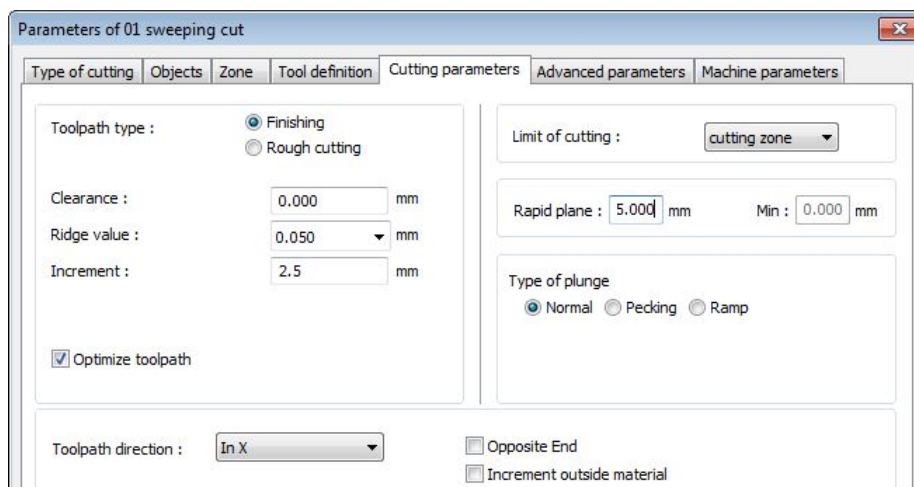 Parameters of 01 sweeping cut
Type of cutting Objects Zone Tool definition Cutting parameters Advanced parameters Machine parameters
Toolpath type : Finishing
Rough cutting
Clearance : 0.000 mm
Ridge value : 0.050 mm
Increment : 2.5 mm
Optimize toolpath
Limit of cutting : cutting zone
Rapid plane : 5.000 mm Min : 0.000 mm
Type of plunge
Normal Pecking Ramp
Toolpath direction : In X
Opposite End
Increment outside material